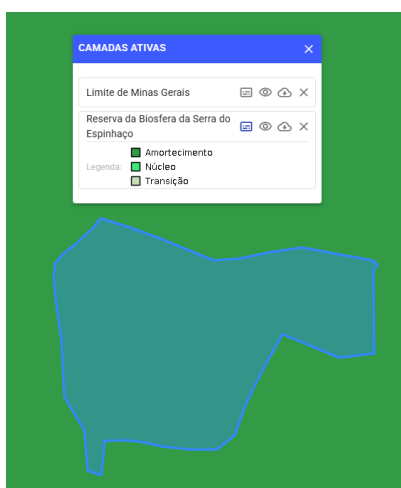 CAMADAS ATIVAS
Limite de Minas Gerais
Reserva da Biosfera da Serra do
Espinhaço
Legenda:
Amortecimento
Núcleo
Transição